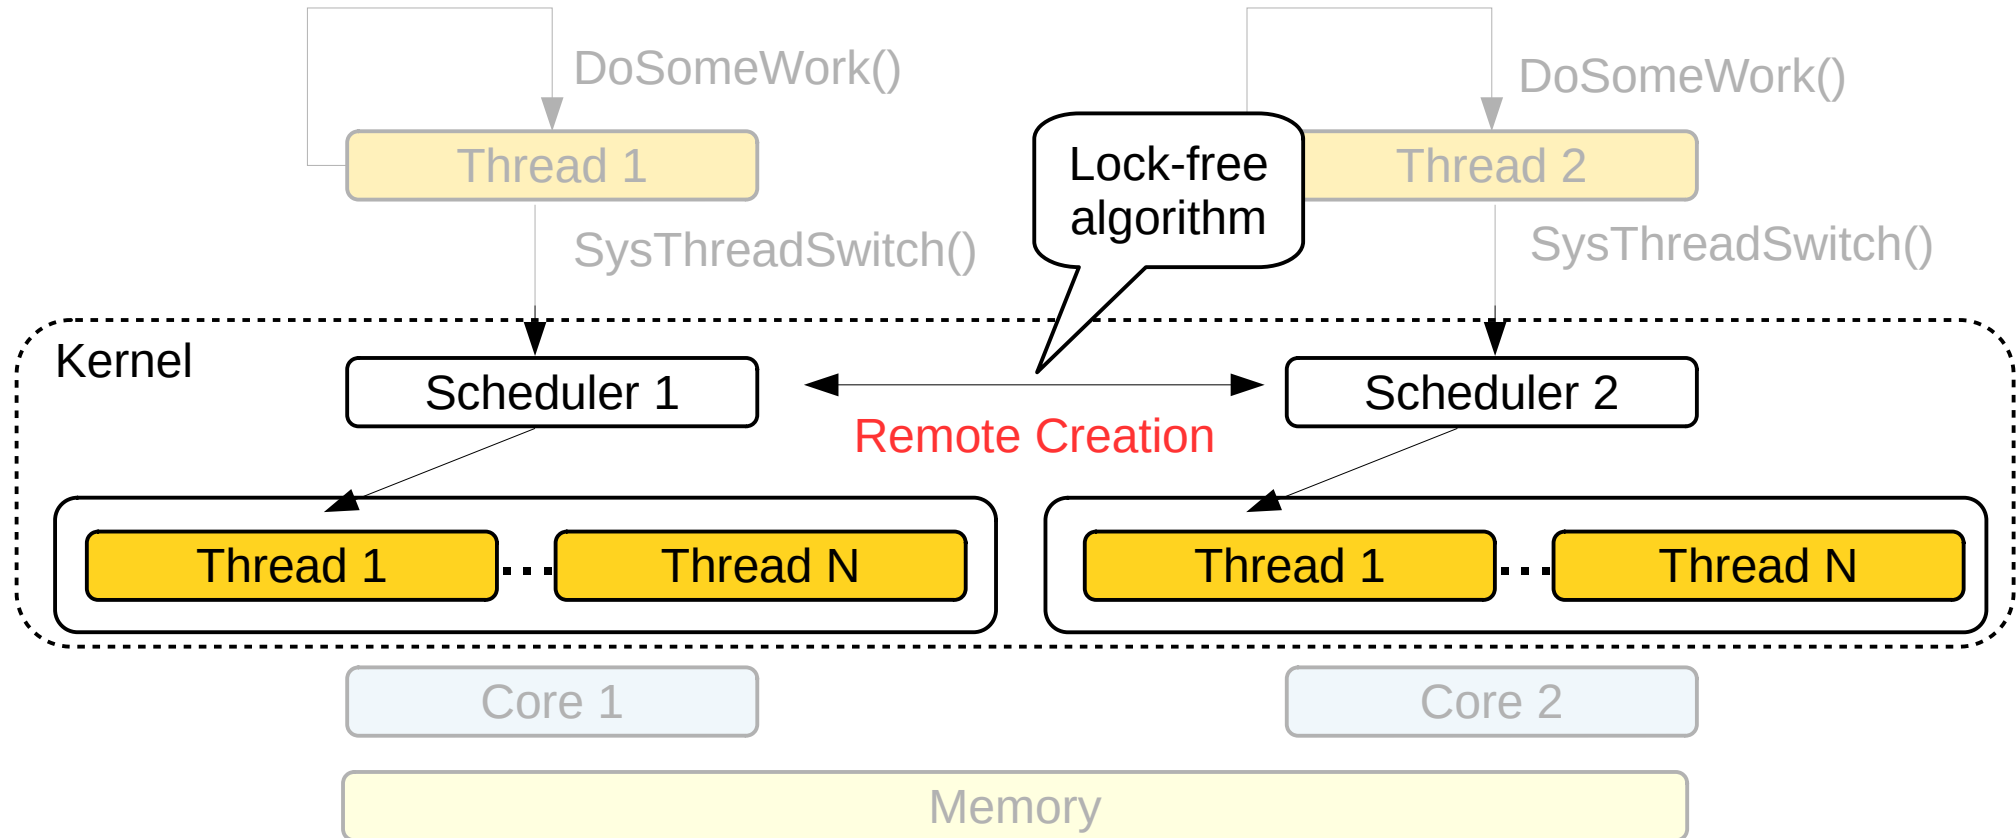 DoSomeWork()
DoSomeWork()
Thread 1
Lock-free
algorithm
Thread 2
SysThreadSwitch()
SysThreadSwitch()
Kernel
Scheduler 1
Scheduler 2
Remote Creation
Thread 1
Thread N
Thread 1
Thread N
Core 1
Core 2
Memory